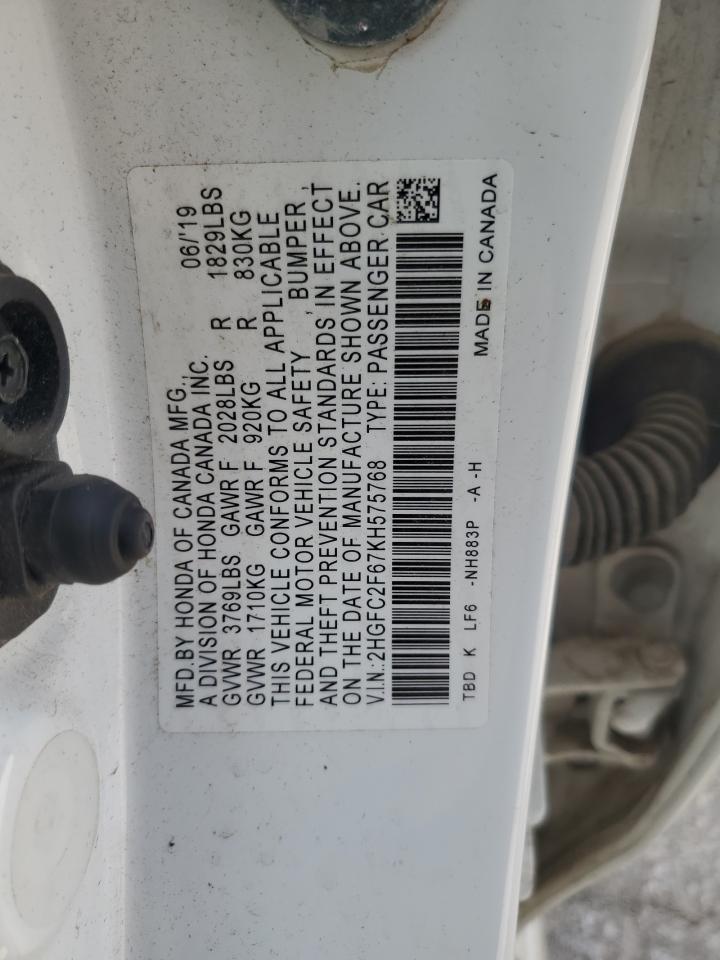 MFD.BY HONDA OF CANADA MFG., 06/'19
A DIVISION OF HONDA CANADA INC.
GVWR 3769LBS GAWR F 2028LBS R 1829LBS
GVWR 1710KG GAWR F 920KG R 830KG
THIS VEHICLE CONFORMS TO ALL APPLICABLE
FEDERAL MOTOR VEHICLE SAFETY , BUMPER ,
AND THEFT PREVENTION STANDARDS IN EFFECT
ON THE DATE OF MANUFACTURE SHOWN ABOVE.
V.I.N.:2HGFC2F67KH575768 TYPE: PASSENGER CAR
TBD K LF6 -NH883P -A -H
MADE IN CANADA